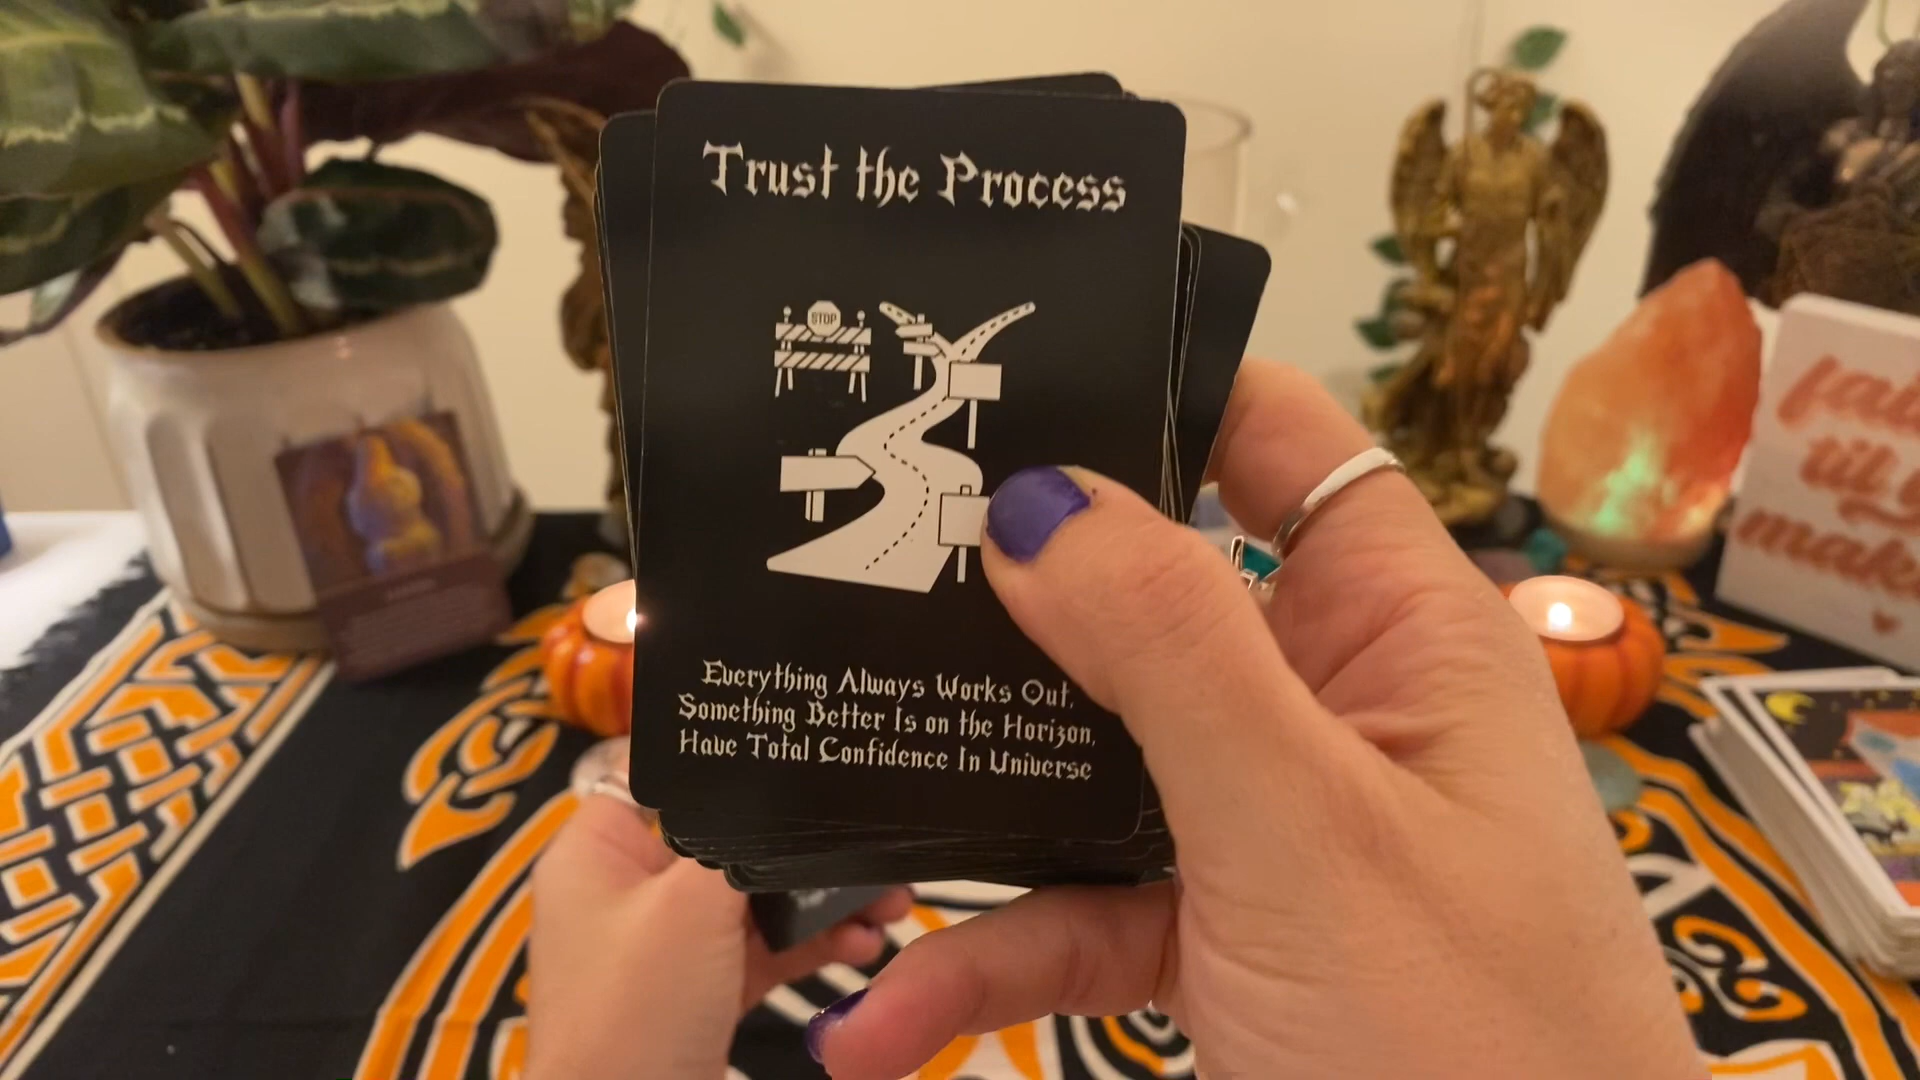 Trust the Process
STOP
Everything Always Works Out,
Something Better Is on the Horizon,
Have Total Confidence In Universe
til